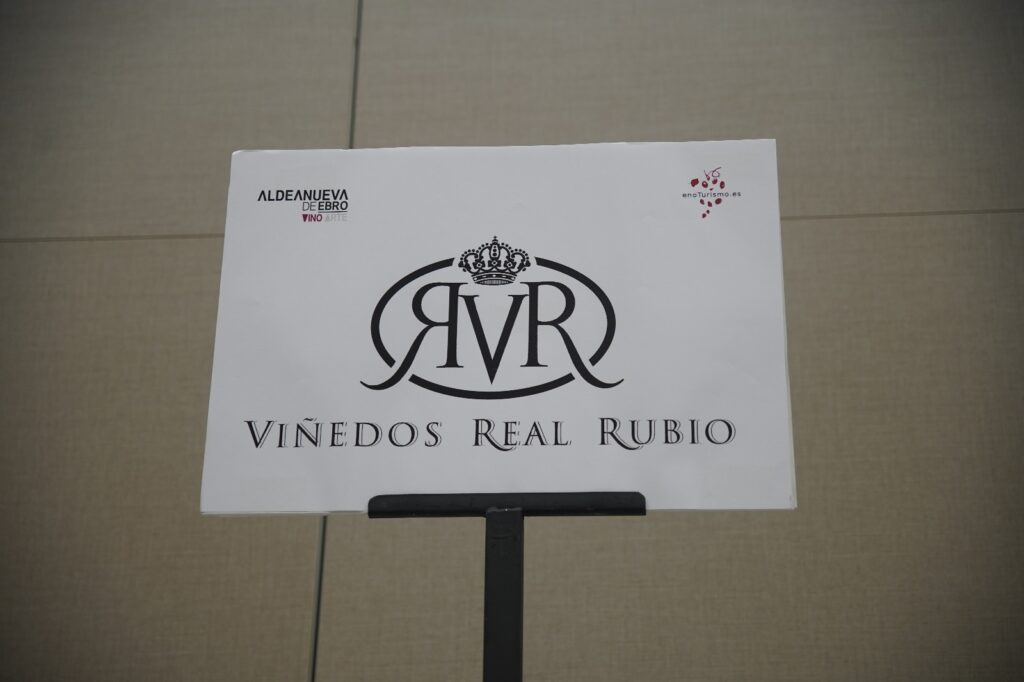 ALDEANUEVA
DE EBRO
VINO ARTE
enoTurismo.es
RVR
VIÑEDOS REAL RUBIO